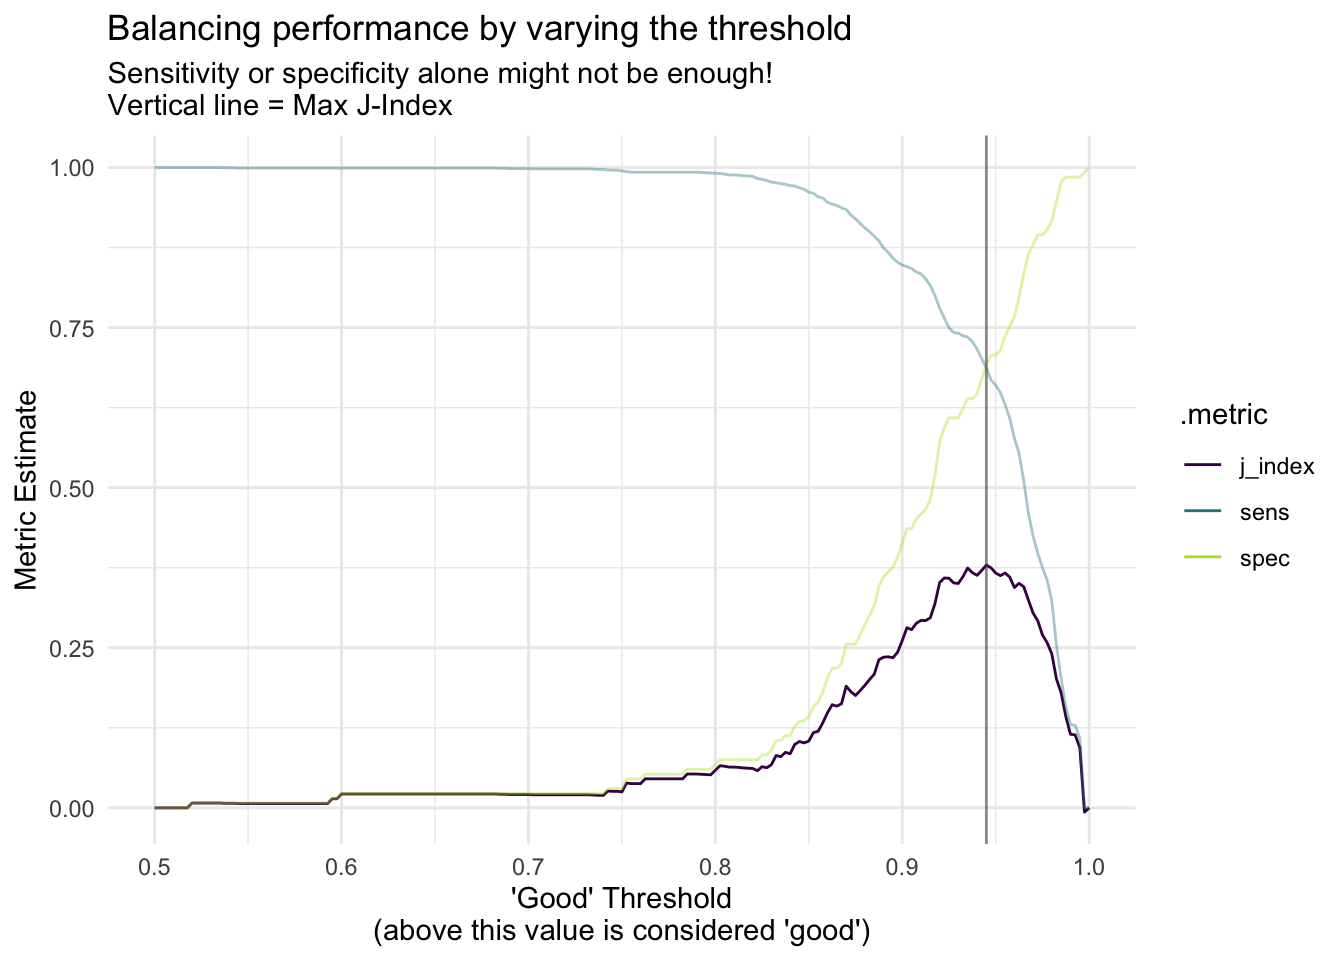 Balancing performance by varying the threshold
Sensitivity or specificity alone might not be enough!
Vertical line = Max J-Index
1.00
0.75
0.50
0.25
0.00
Metric Estimate
0.5
0.6
0.7
0.8
0.9
1.0
'Good' Threshold
(above this value is considered 'good')
.metric
j_index
sens
spec